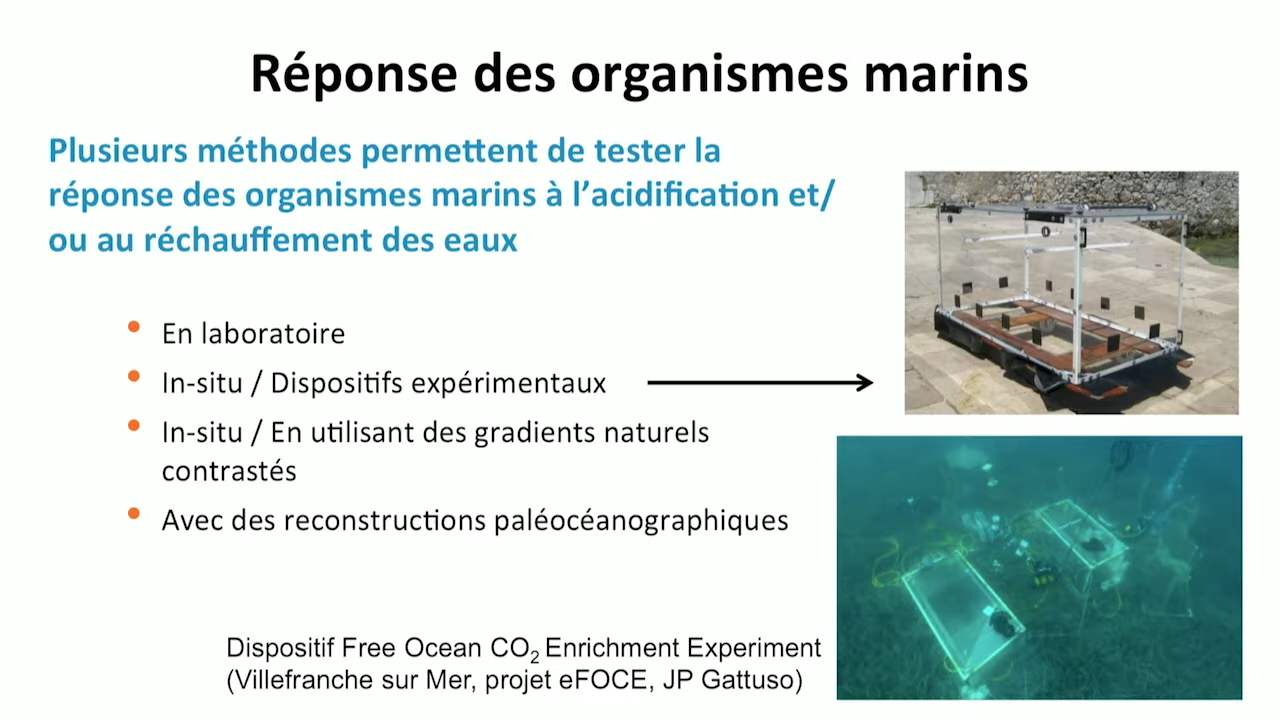 Réponse des organismes marins
Plusieurs méthodes permettent de tester la
réponse des organismes marins à l’acidification et/
ou au réchauffement des eaux
• En laboratoire
• In-situ / Dispositifs expérimentaux
• In-situ / En utilisant des gradients naturels
contrastés
• Avec des reconstructions paléocéanographiques
Dispositif Free Ocean CO₂ Enrichment Experiment
(Villefranche sur Mer, projet eFOCE, JP Gattuso)